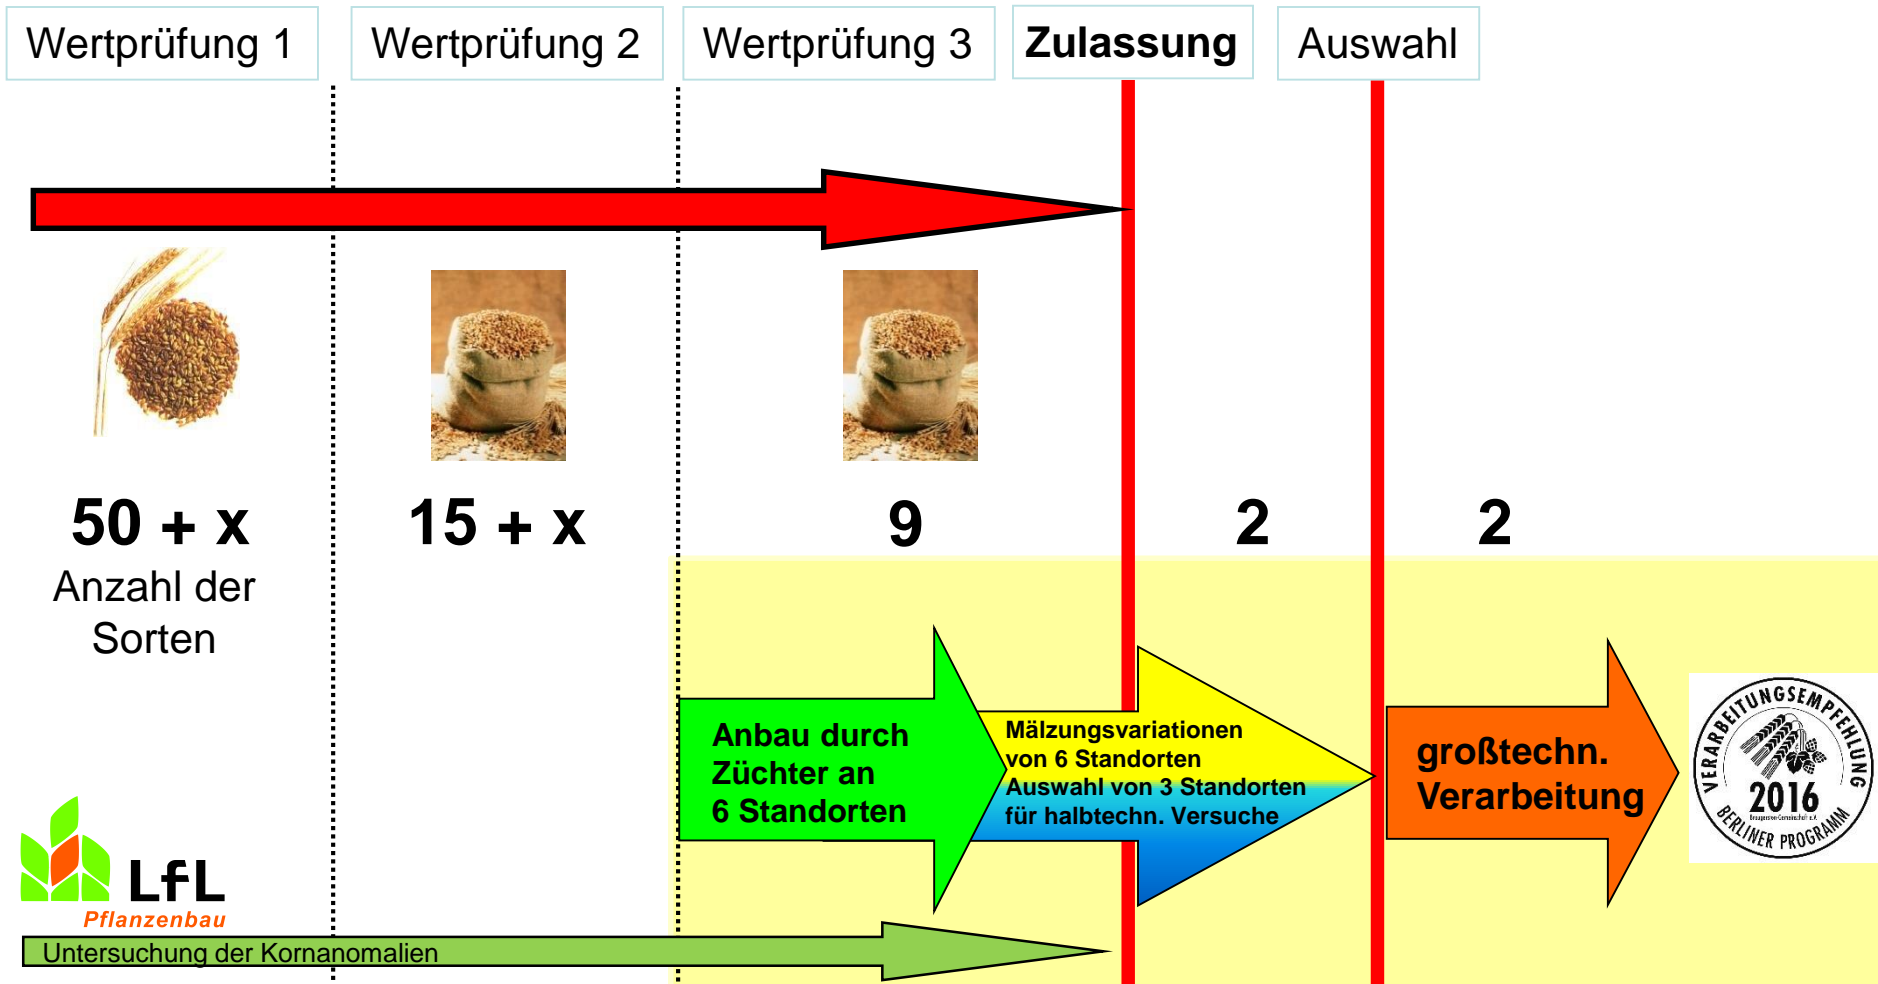 Wertprüfung 1
Wertprüfung 2
Wertprüfung 3
Zulassung
Auswahl
50 + x
15 + x
9
2
2
Anzahl der
Sorten
Anbau durch
Züchter an
6 Standorten
Mälzungsvariationen
von 6 Standorten
Auswahl von 3 Standorten
für halbtechn. Versuche
großtechn.
Verarbeitung
VERARBEITUNGSEMPFEHLUNG
2016
Braugersten-Gemeinschaft e.V.
BERLINER PROGRAMM
LfL
Pflanzenbau
Untersuchung der Kornanomalien